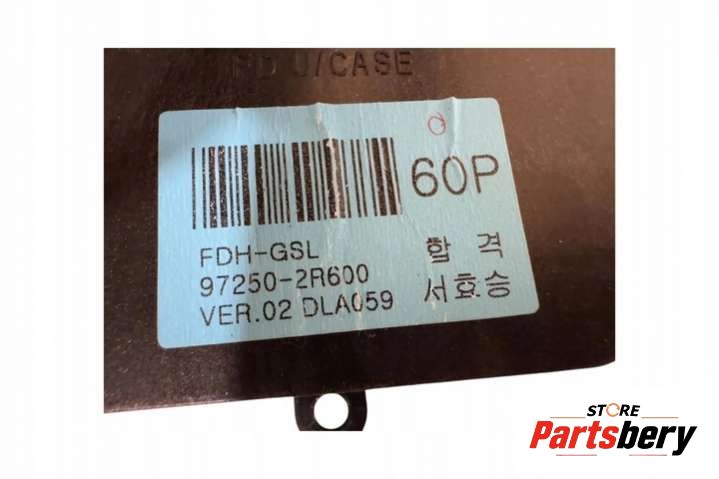 FD U/CASE
60P
FDH-GSL
97250-2R600
VER.02 DLA059
합 격
서효승
STORE
Partsbery